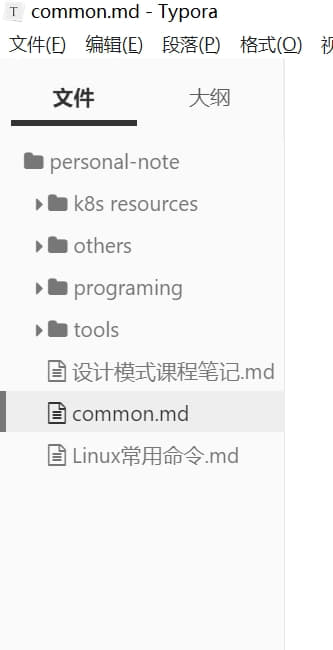 T common.md - Typora
文件(F) 编辑(E) 段落(P) 格式(O)
文件 大纲
personal-note
k8s resources
others
programing
tools
设计模式课程笔记.md
common.md
Linux常用命令.md